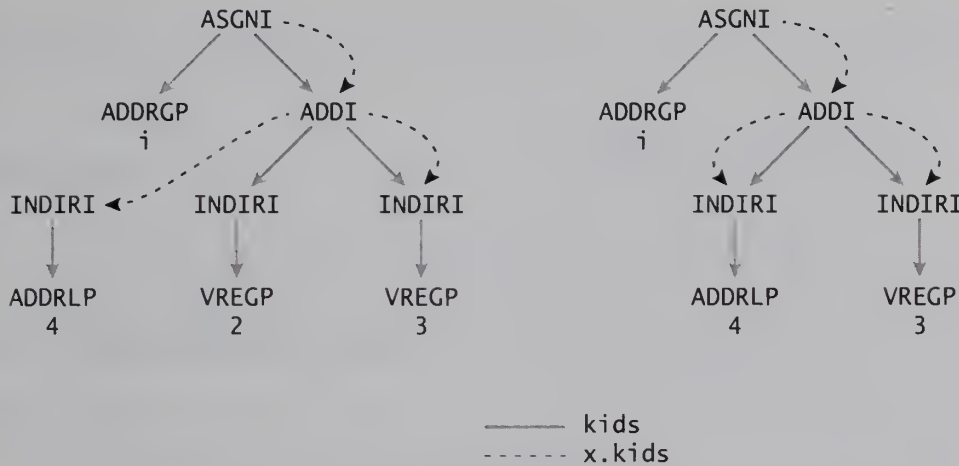 ASGNI ASGNI
ADDRGP ADDI ADDRGP ADDI
i i
INDIRI INDIRI INDIRI INDIRI INDIRI
ADDRLP VREGP VREGP ADDRLP VREGP
4 2 3 4 3
kids
x.kids